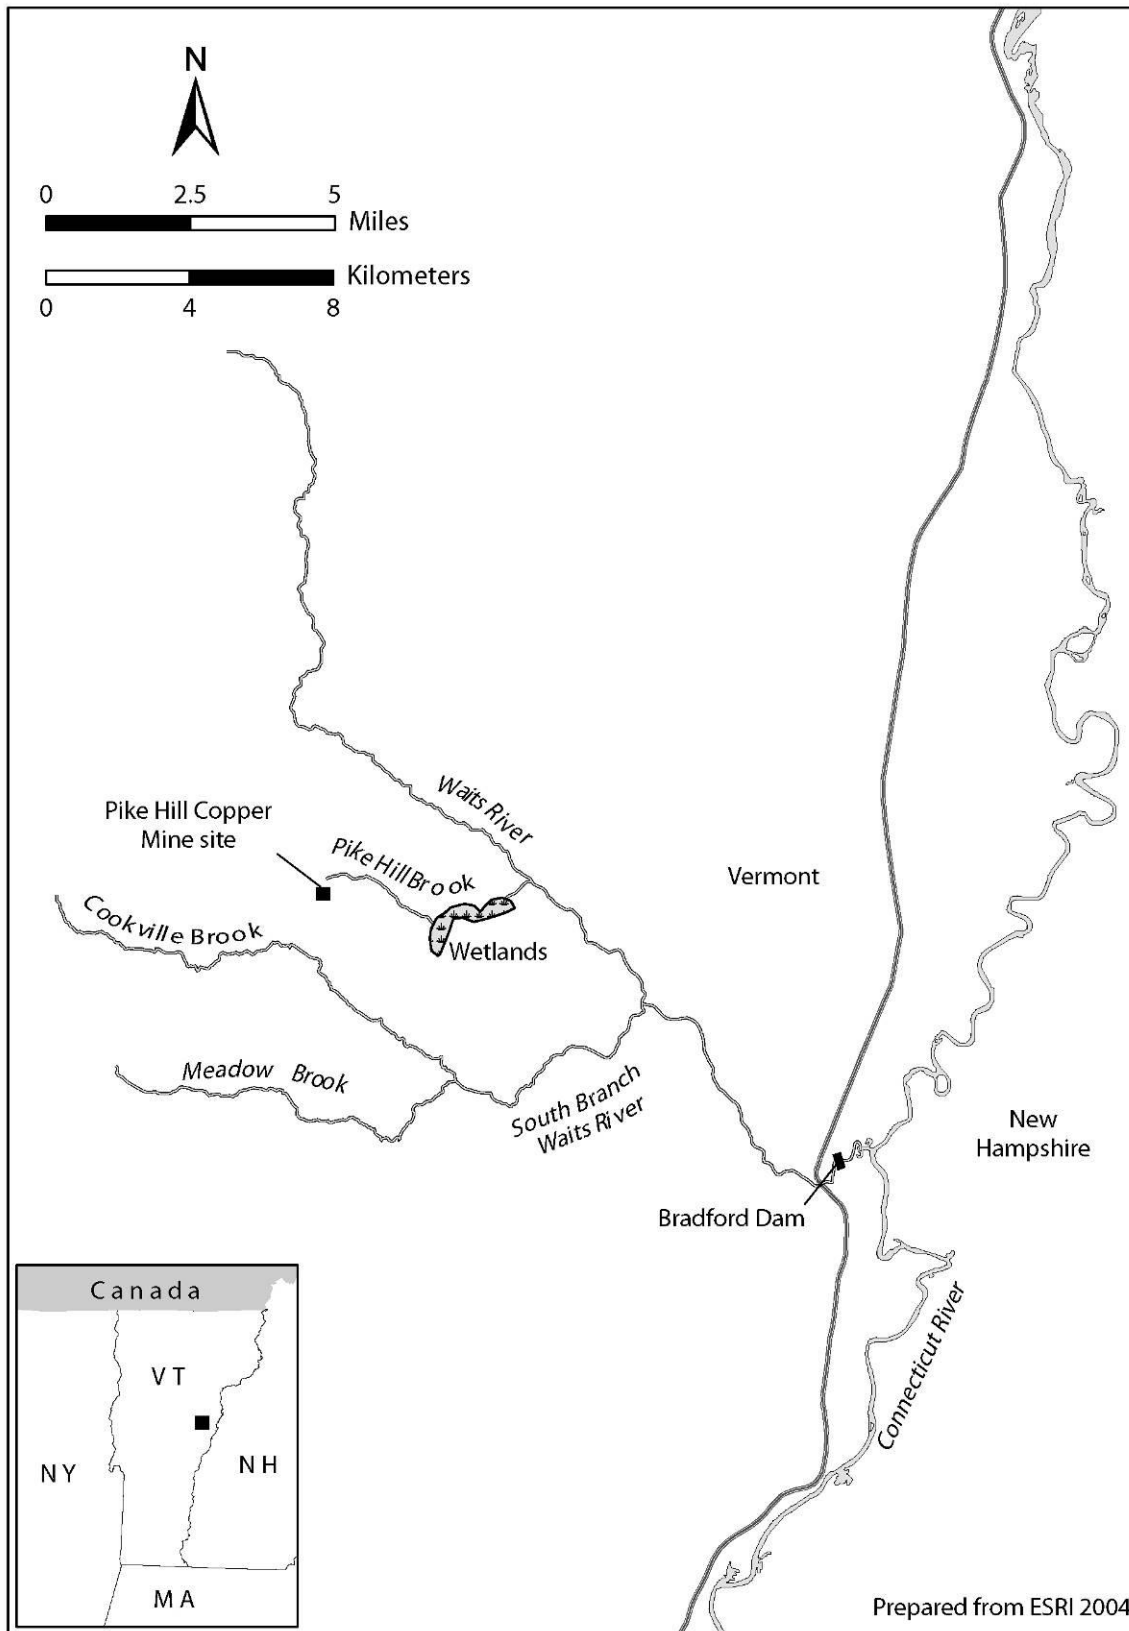 N
0 2.5 5
Miles
Kilometers
0 4 8
Waits River
Pike Hill Copper
Mine site
Pike Hill Brook
Vermont
Cookville Brook
Wetlands
Meadow Brook
South Branch
Waits River
New
Hampshire
Bradford Dam
Connecticut River
Canada
VT
NY
NH
MA
Prepared from ESRI 2004